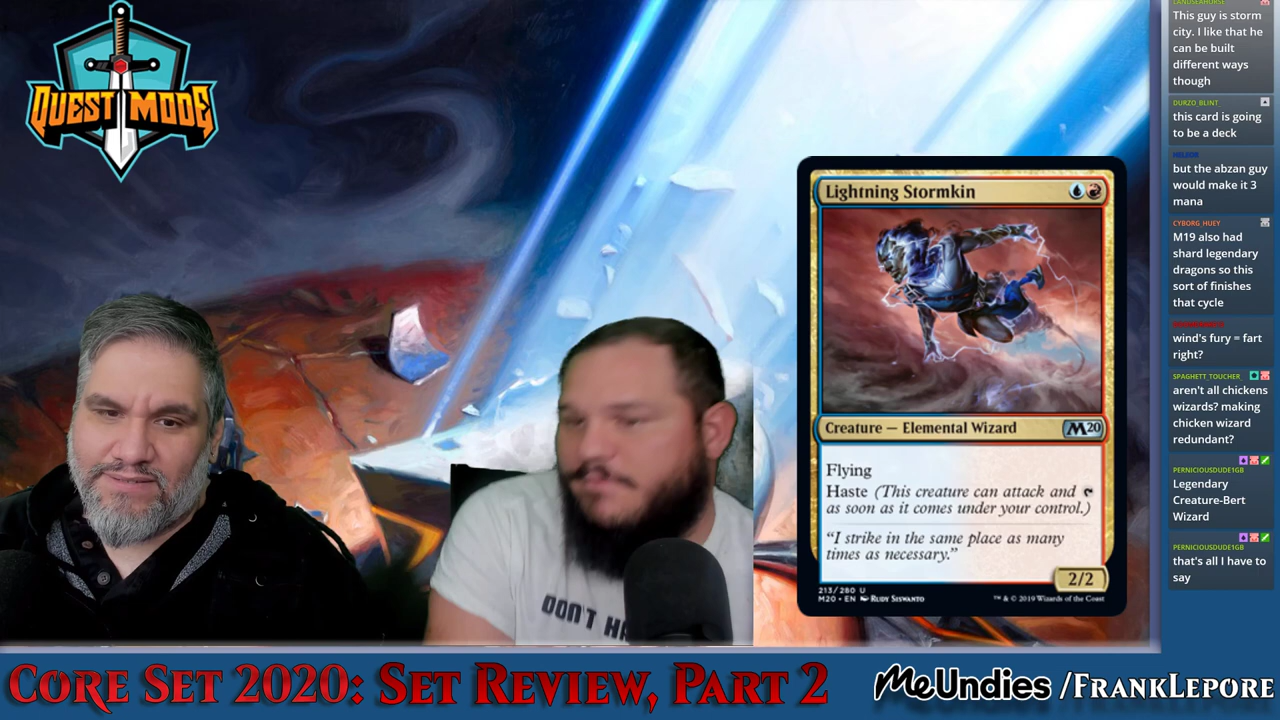 QUEST MODE
Lightning Stormkin
Creature — Elemental Wizard
M20
Flying
Haste (This creature can attack and
as soon as it comes under your control.)
“I strike in the same place as many
times as necessary.”
2/2
213/280 U
M20 • EN Rudy Siswanto
™ & © 2019 Wizards of the Coast
DON'T
This guy is storm
city. I like that he
can be built
different ways
though
DURZO_BLINT_
this card is going
to be a deck
but the abzan guy
would make it 3
mana
CYBORG_HUEY
M19 also had
shard legendary
dragons so this
sort of finishes
that cycle
wind's fury = fart
right?
SPAGHETT_TOUCHER
aren't all chickens
wizards? making
chicken wizard
redundant?
PERNICIOUSDUDE1GB
Legendary
Creature-Bert
Wizard
PERNICIOUSDUDE1GB
that's all I have to
say
Core Set 2020: Set Review, Part 2
MeUndies /FrankLepore